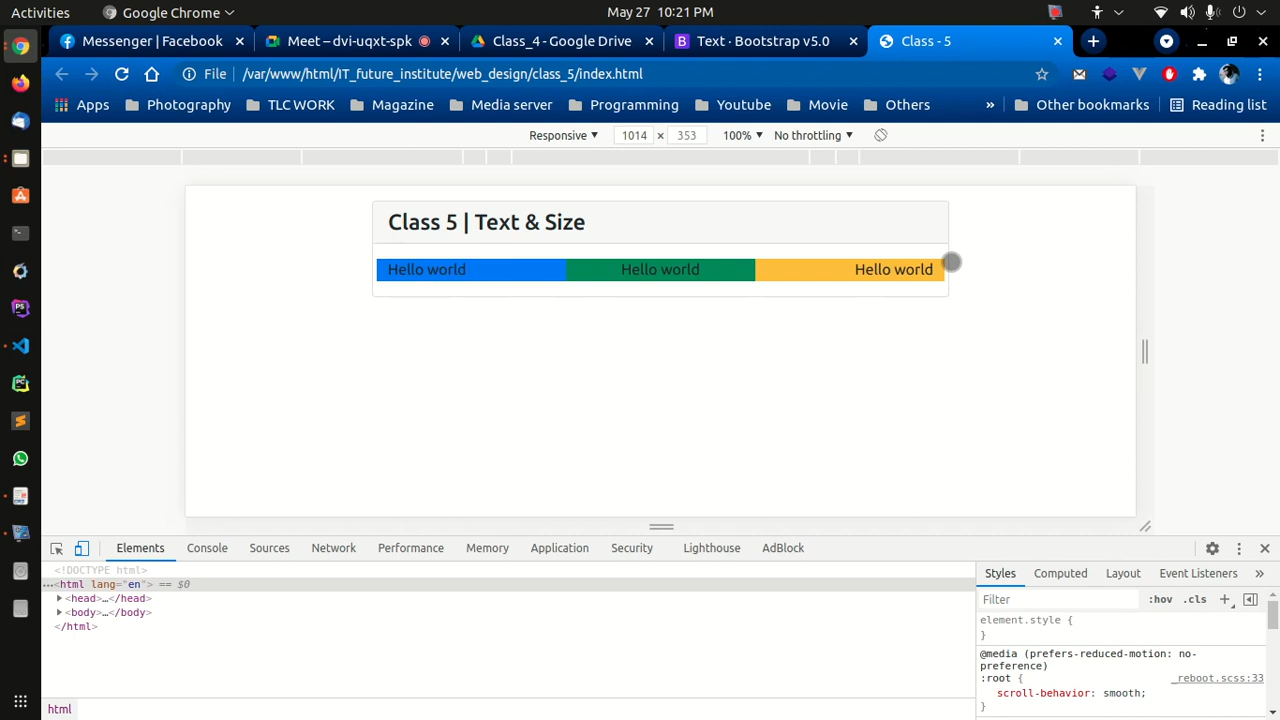 Activities Google Chrome May 27 10:21 PM
Messenger | Facebook Meet – dvi-uqxt-spk Class_4 - Google Drive Text · Bootstrap v5.0 Class - 5
File /var/www/html/IT_future_institute/web_design/class_5/index.html
Apps Photography TLC WORK Magazine Media server Programming Youtube Movie Others » Other bookmarks Reading list
Responsive 1014 × 353 100% No throttling
Class 5 | Text & Size
Hello world Hello world Hello world
Elements Console Sources Network Performance Memory Application Security Lighthouse AdBlock
<!DOCTYPE html>
Styles Computed Layout Event Listeners »
…<html lang="en"> == $0
<head>…</head>
Filter :hov .cls +
<body>…</body>
</html>
element.style {
}
@media (prefers-reduced-motion: no-
preference)
:root { _reboot.scss:33
scroll-behavior: smooth;
}
html